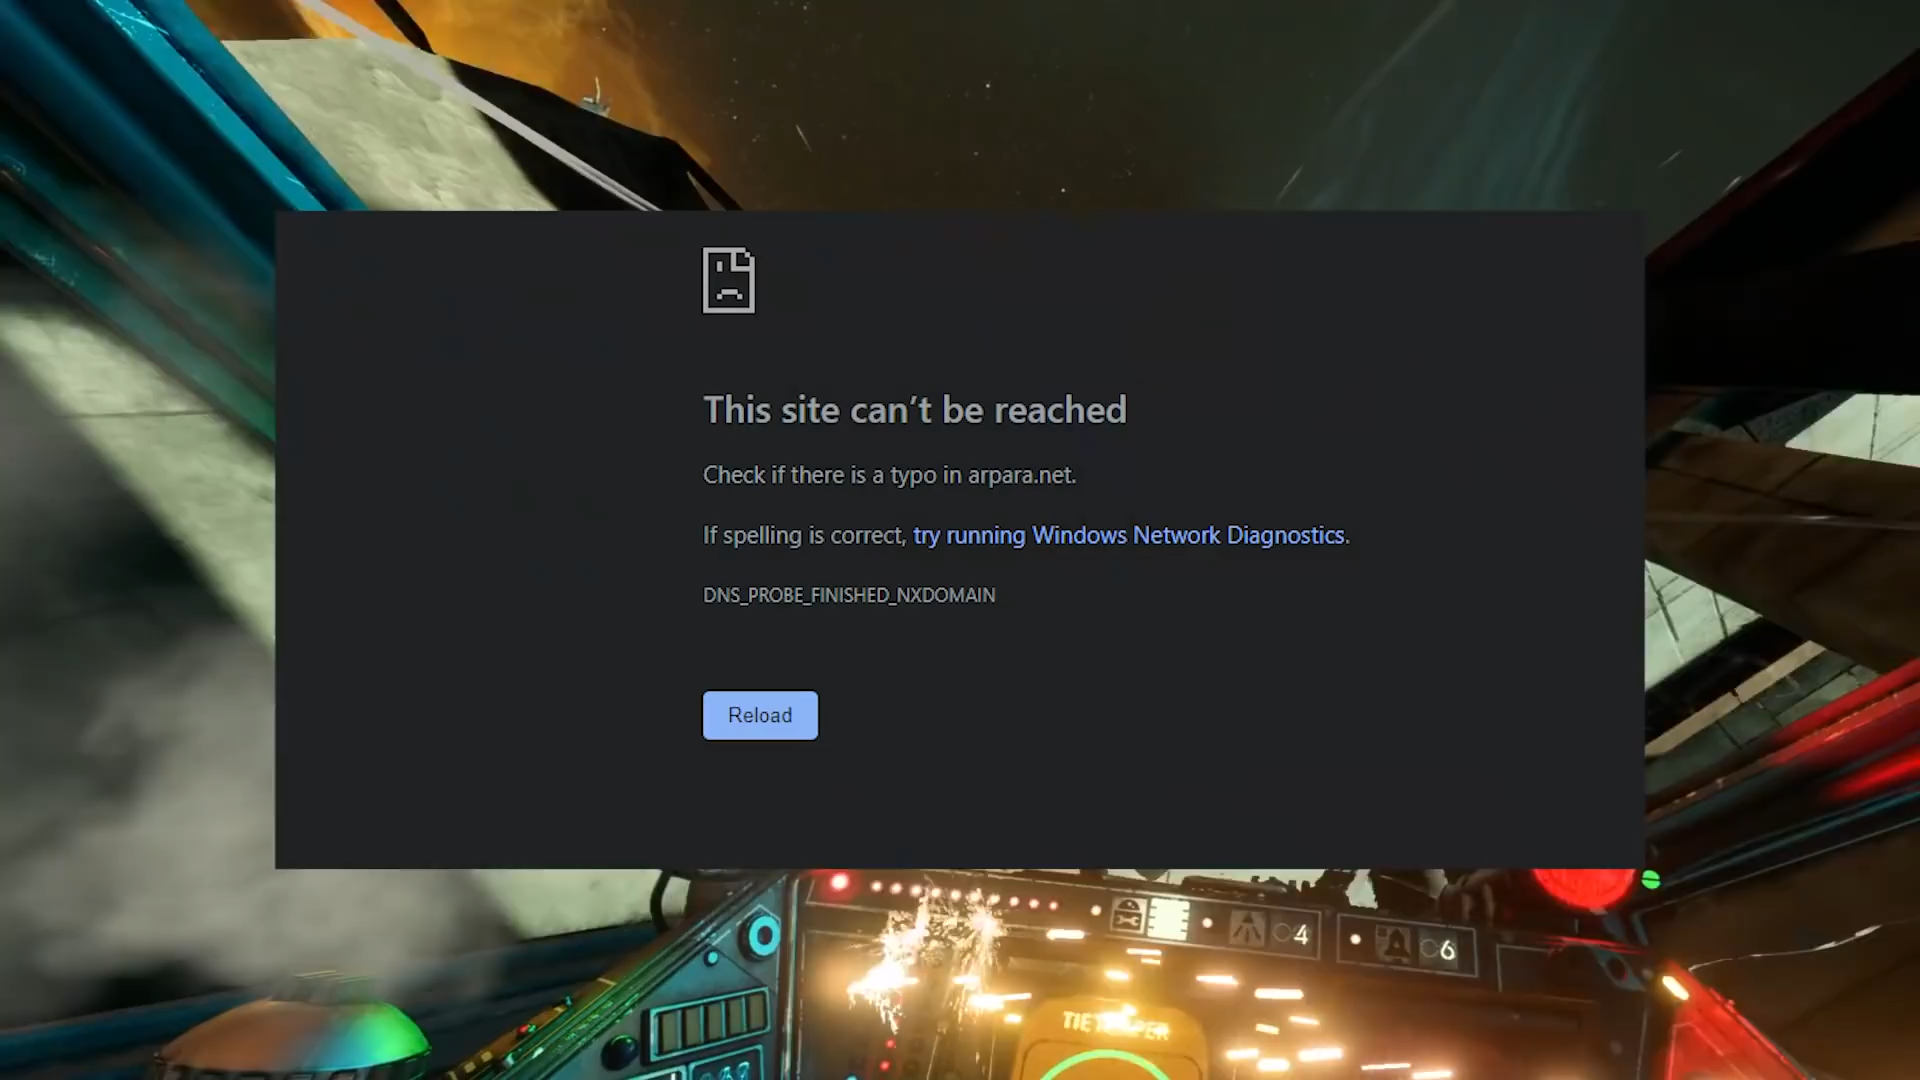 This site can’t be reached
Check if there is a typo in arpara.net.
If spelling is correct, try running Windows Network Diagnostics.
DNS_PROBE_FINISHED_NXDOMAIN
Reload
4
6